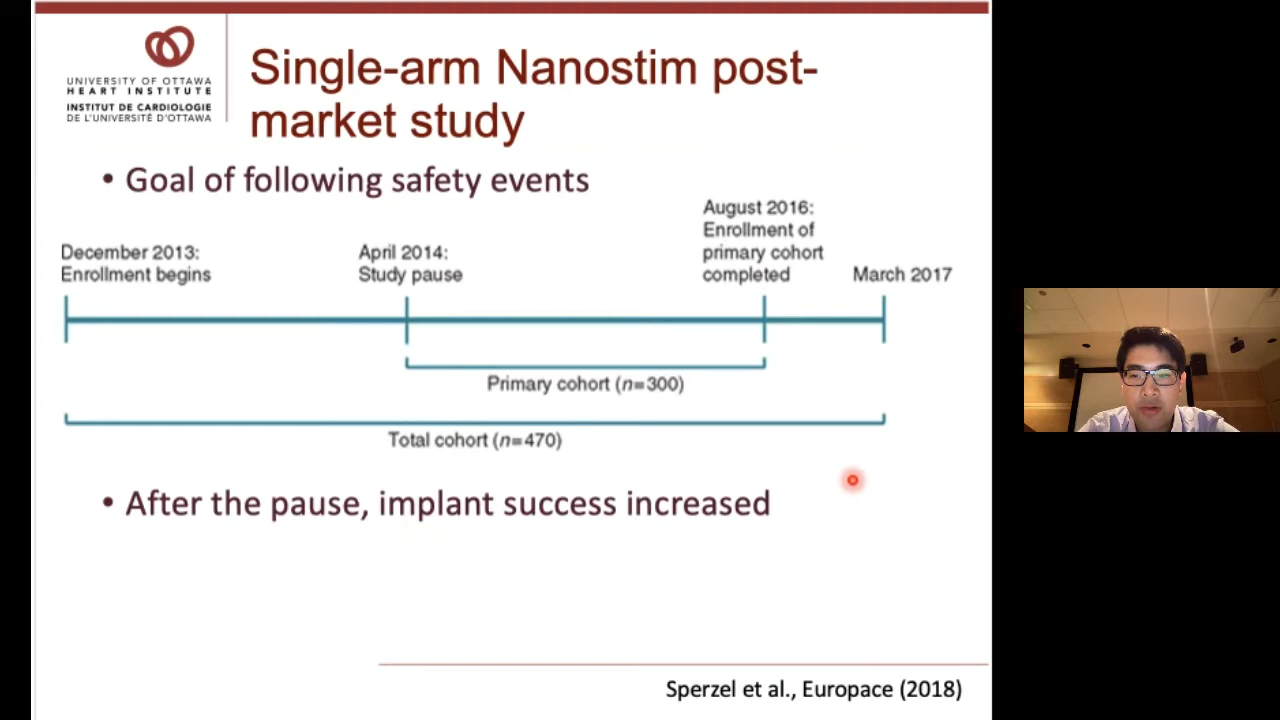 UNIVERSITY OF OTTAWA
HEART INSTITUTE
INSTITUT DE CARDIOLOGIE
DE L'UNIVERSITÉ D'OTTAWA
Single-arm Nanostim post-
market study
• Goal of following safety events
December 2013:
Enrollment begins
April 2014:
Study pause
August 2016:
Enrollment of
primary cohort
completed
March 2017
Primary cohort (n=300)
Total cohort (n=470)
• After the pause, implant success increased
Sperzel et al., Europace (2018)